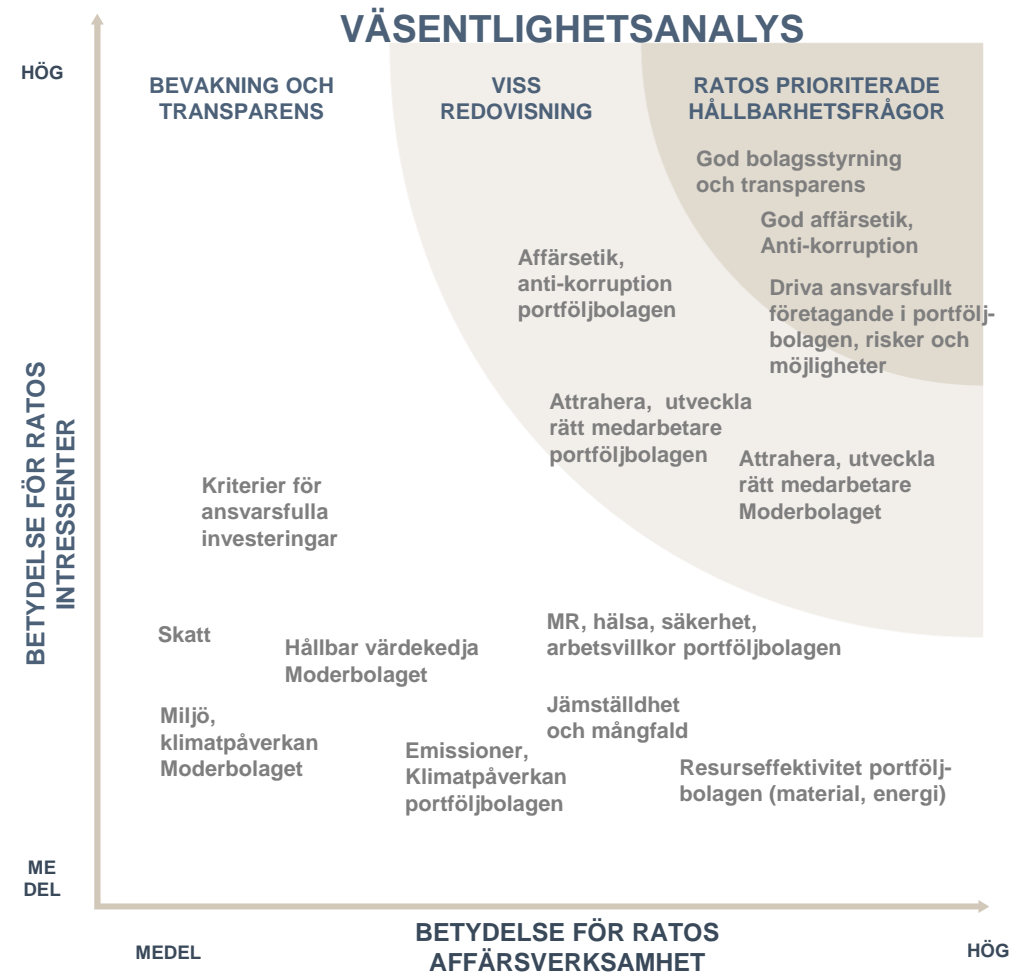 VÄSENTLIGHETSANALYS
HÖG
BEVAKNING OCH
TRANSPARENS
VISS
REDOVISNING
RATOS PRIORITERADE
HÅLLBARHETSFRÅGOR
God bolagsstyrning
och transparens
God affärsetik,
Anti-korruption
Affärsetik,
anti-korruption
portföljbolagen
Driva ansvarsfullt
företagande i portfölj-
bolagen, risker och
möjligheter
Attrahera, utveckla
rätt medarbetare
portföljbolagen
Attrahera, utveckla
rätt medarbetare
Moderbolaget
Kriterier för
ansvarsfulla
investeringar
BETYDELSE FÖR RATOS
INTRESSENTER
Skatt
Hållbar värdekedja
Moderbolaget
MR, hälsa, säkerhet,
arbetsvillkor portföljbolagen
Miljö,
klimatpåverkan
Moderbolaget
Jämställdhet
och mångfald
Emissioner,
Klimatpåverkan
portföljbolagen
Resurseffektivitet portfölj-
bolagen (material, energi)
ME
DEL
MEDEL
BETYDELSE FÖR RATOS
AFFÄRSVERKSAMHET
HÖG